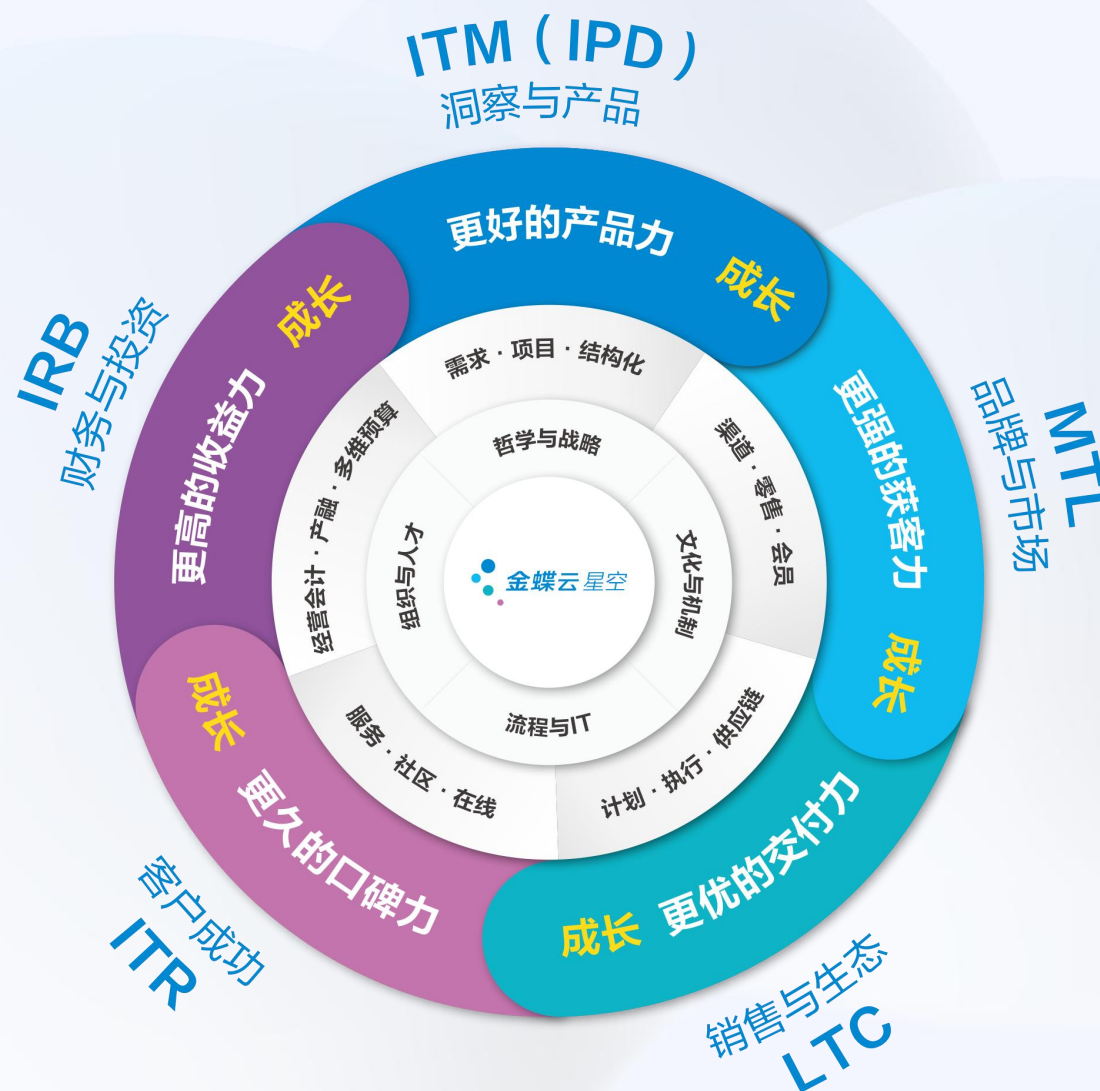 ITM（IPD）
洞察与产品
更好的产品力
成长
MTL
品牌与市场
更强的获客力
成长
LTC
销售与生态
更优的交付力
成长
ITR
客户成功
更久的口碑力
成长
IRB
财务与投资
更高的收益力
成长
需求·项目·结构化
渠道·零售·会员
计划·执行·供应链
服务·社区·在线
经营会计·产融·多维预算
哲学与战略
文化与机制
流程与IT
组织与人才
金蝶云 星空